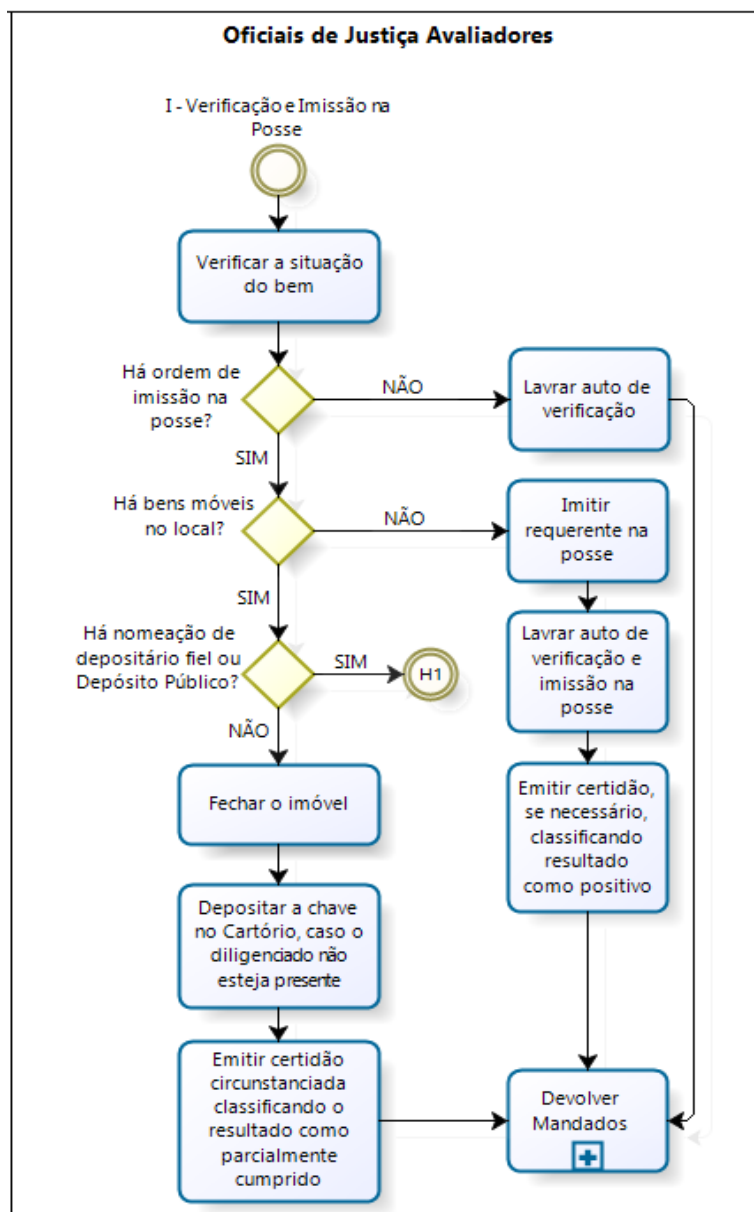 Oficiais de Justiça Avaliadores
I - Verificação e Imissão na
Posse
Verificar a situação
do bem
Há ordem de
imissão na
posse?
NÃO
Lavrar auto de
verificação
SIM
Há bens móveis
no local?
NÃO
Imitir
requerente na
posse
SIM
Lavrar auto de
verificação e
imissão na
posse
Há nomeação de
depositário fiel ou
Depósito Público?
SIM
H1
NÃO
Fechar o imóvel
Emitir certidão,
se necessário,
classificando
resultado
como positivo
Depositar a chave
no Cartório, caso o
diligenciado não
esteja presente
Emitir certidão
circunstanciada
classificando o
resultado como
parcialmente
cumprido
Devolver
Mandados